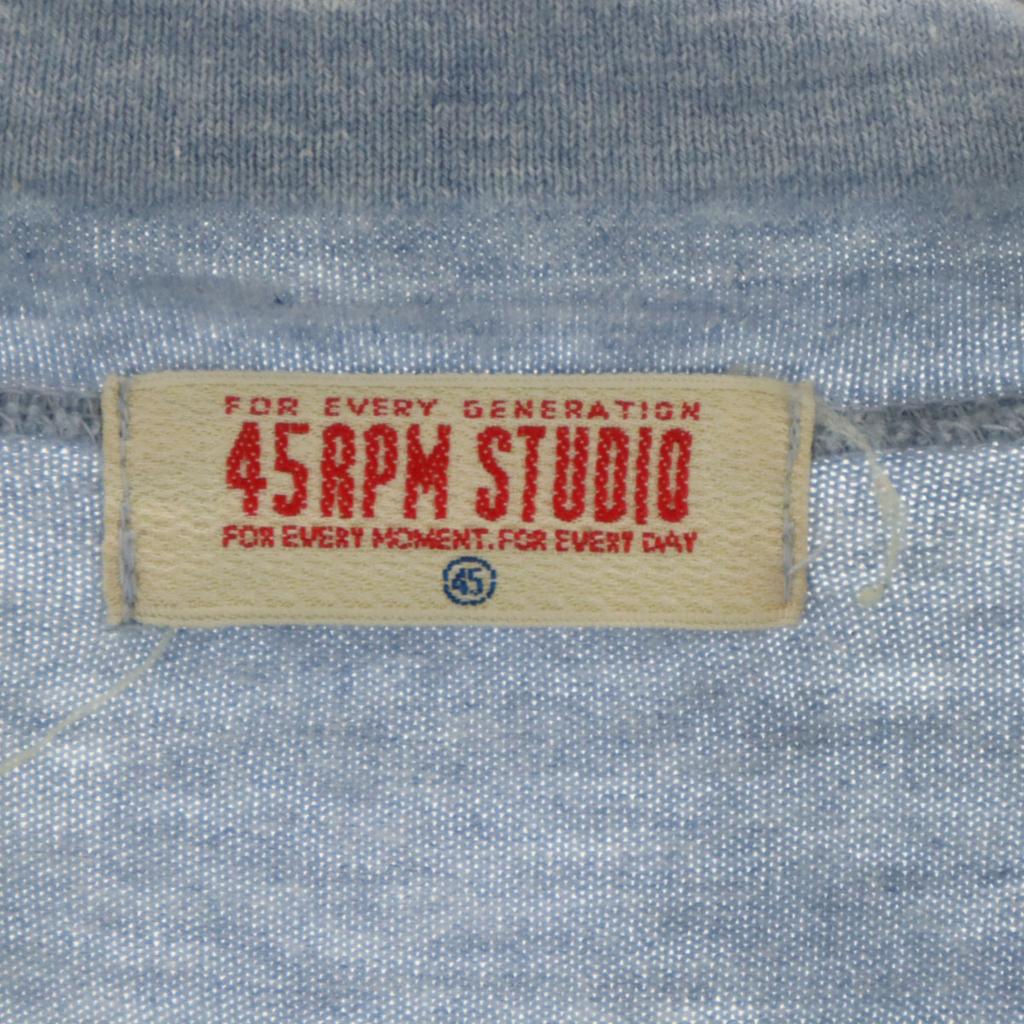 FOR EVERY GENERATION
45RPM STUDIO
FOR EVERY MOMENT. FOR EVERY DAY
45